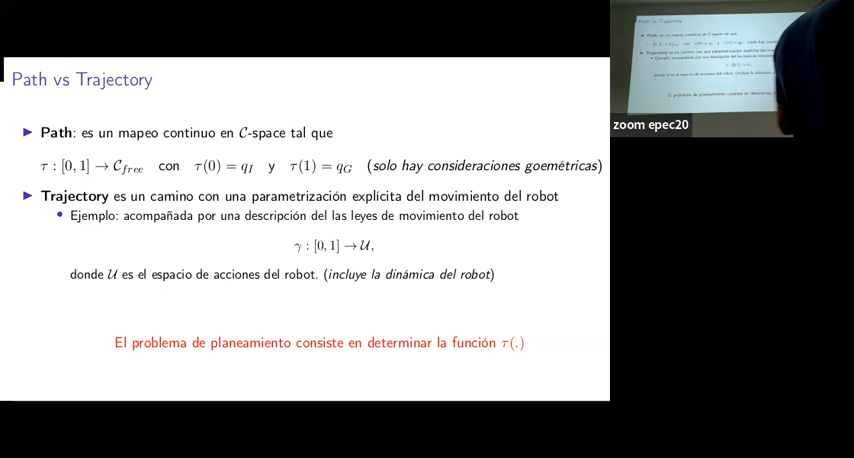 Path vs Trajectory
▶ Path: es un mapeo continuo en 𝒞-space tal que
τ : [0, 1] → 𝒞free con τ(0) = qI y τ(1) = qG (solo hay consideraciones goemétricas)
▶ Trajectory es un camino con una parametrización explícita del movimiento del robot
• Ejemplo: acompañada por una descripción del las leyes de movimiento del robot
γ : [0, 1] → 𝒰,
donde 𝒰 es el espacio de acciones del robot. (incluye la dinámica del robot)
El problema de planeamiento consiste en determinar la función τ(.)
Path vs Trajectory
zoom epec20